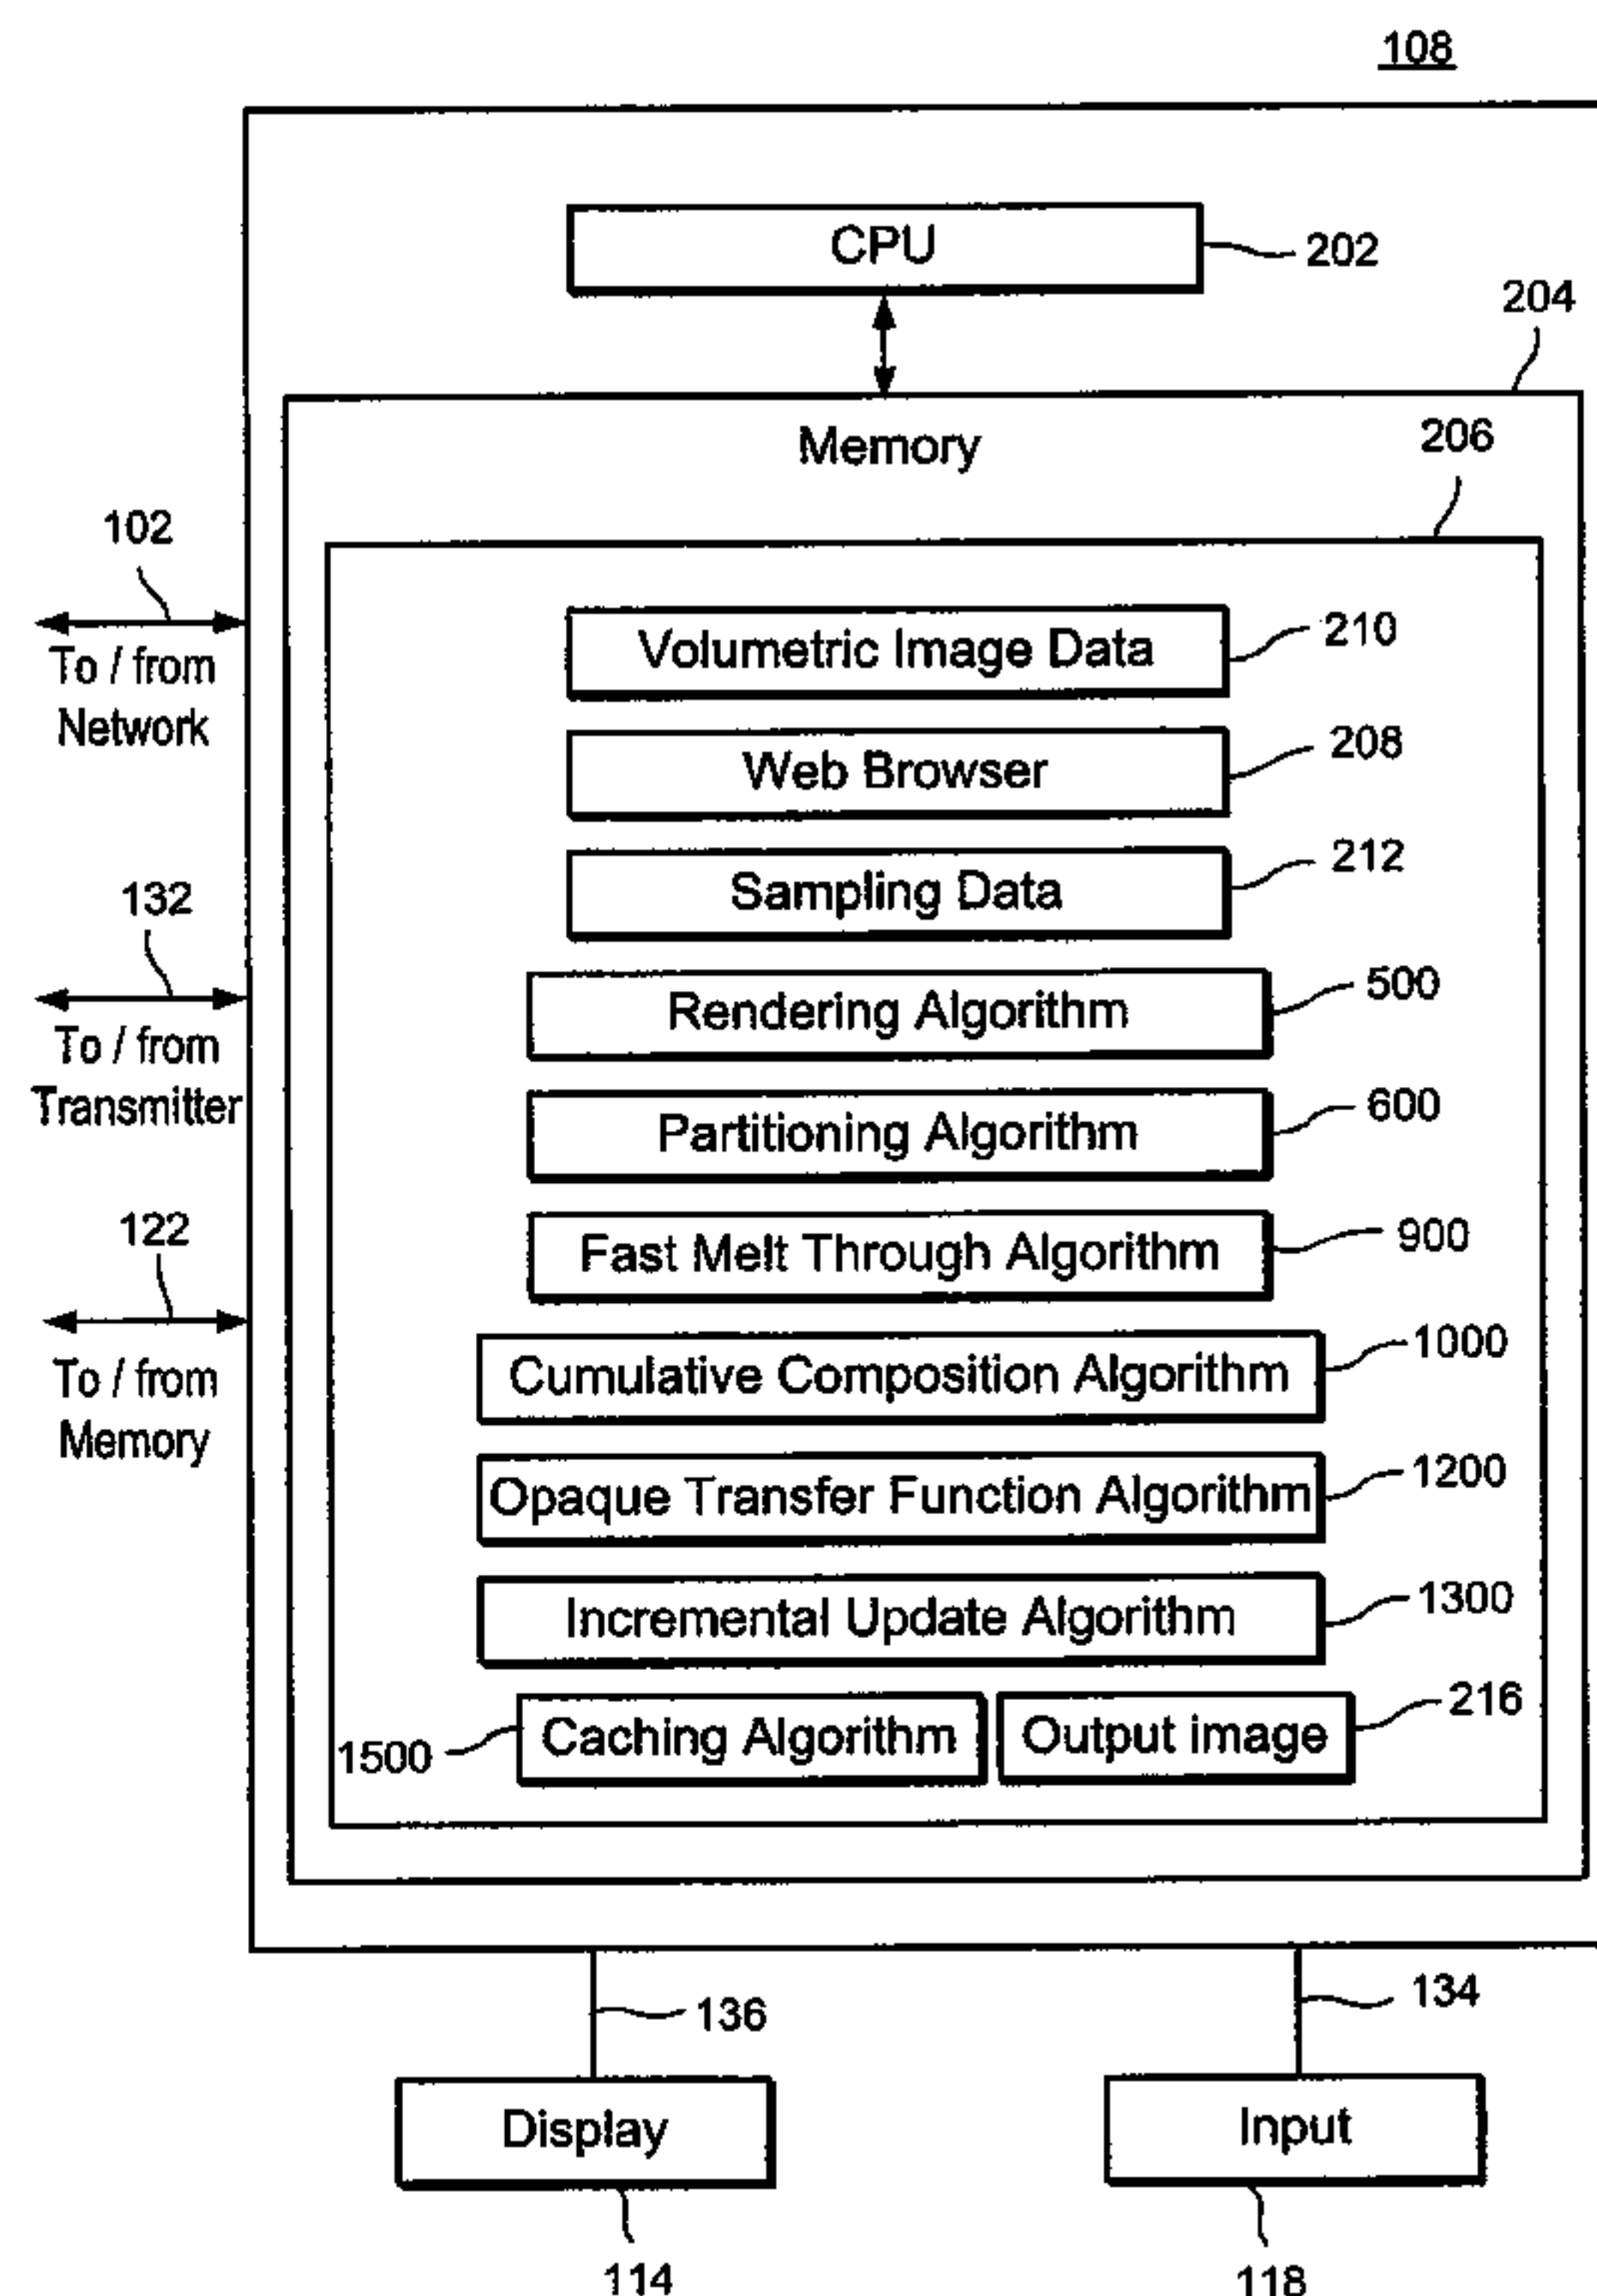 108
CPU
202
204
Memory
206
102
To / from
Network
Volumetric Image Data
210
Web Browser
208
Sampling Data
212
132
To / from
Transmitter
Rendering Algorithm
500
Partitioning Algorithm
600
122
To / from
Memory
Fast Melt Through Algorithm
900
Cumulative Composition Algorithm
1000
Opaque Transfer Function Algorithm
1200
Incremental Update Algorithm
1300
1500
Caching Algorithm
Output image
216
136
134
Display
Input
114
118